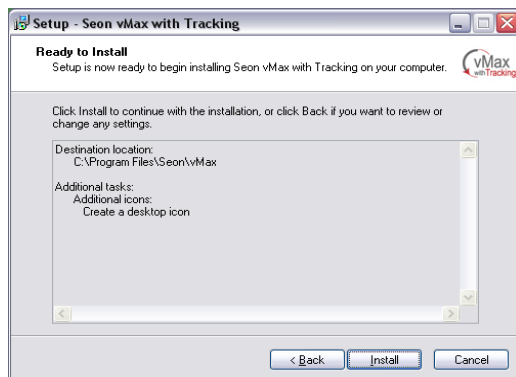 Setup - Seon vMax with Tracking
Ready to Install
Setup is now ready to begin installing Seon vMax with Tracking on your computer.
vMax
with Tracking
Click Install to continue with the installation, or click Back if you want to review or
change any settings.
Destination location:
C:\Program Files\Seon\vMax
Additional tasks:
Additional icons:
Create a desktop icon
< Back
Install
Cancel